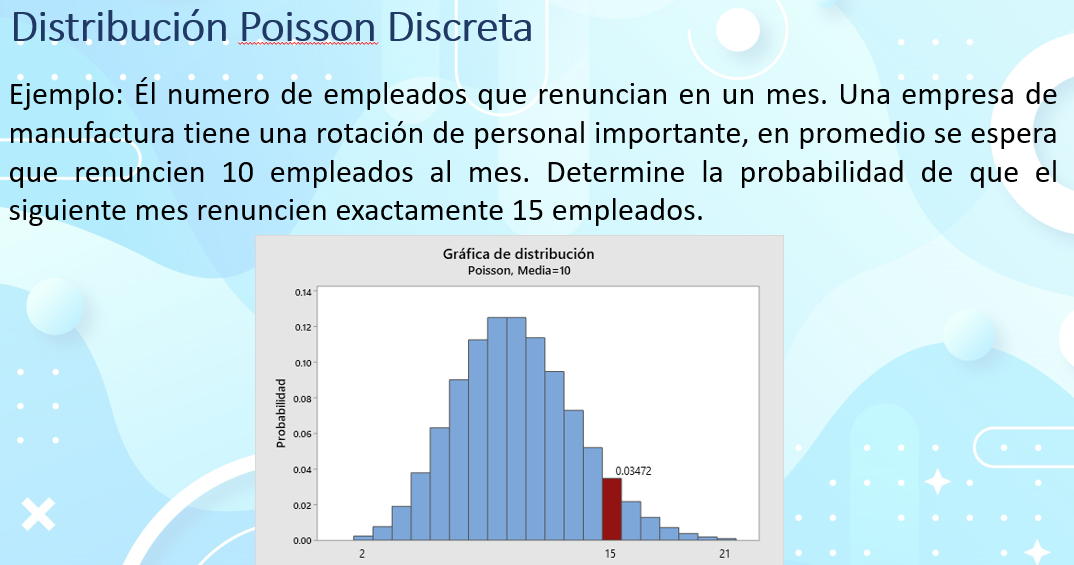 Distribución Poisson Discreta
Ejemplo: Él numero de empleados que renuncian en un mes. Una empresa de
manufactura tiene una rotación de personal importante, en promedio se espera
que renuncien 10 empleados al mes. Determine la probabilidad de que el
siguiente mes renuncien exactamente 15 empleados.
Gráfica de distribución
Poisson, Media=10
0.14
0.12
0.10
0.08
0.06
0.04
0.02
0.00
Probabilidad
0.03472
2
15
21